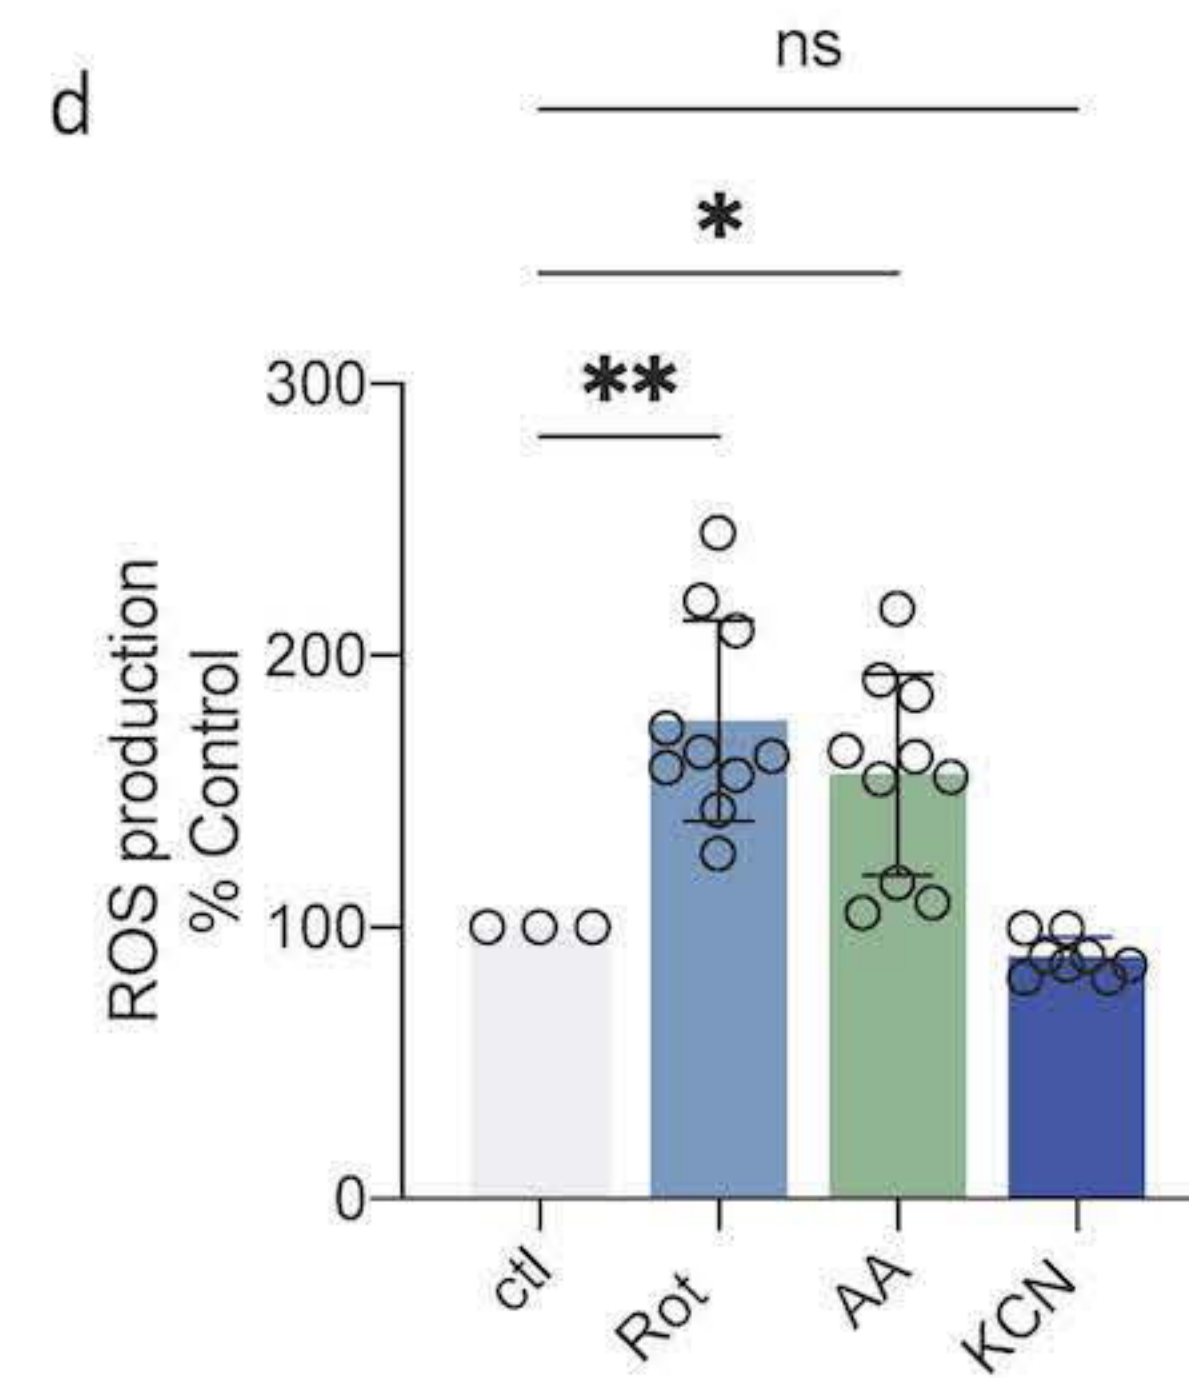 d
ns
*
**
300
200
100
0
ROS production
% Control
ctl
Rot
AA
KCN